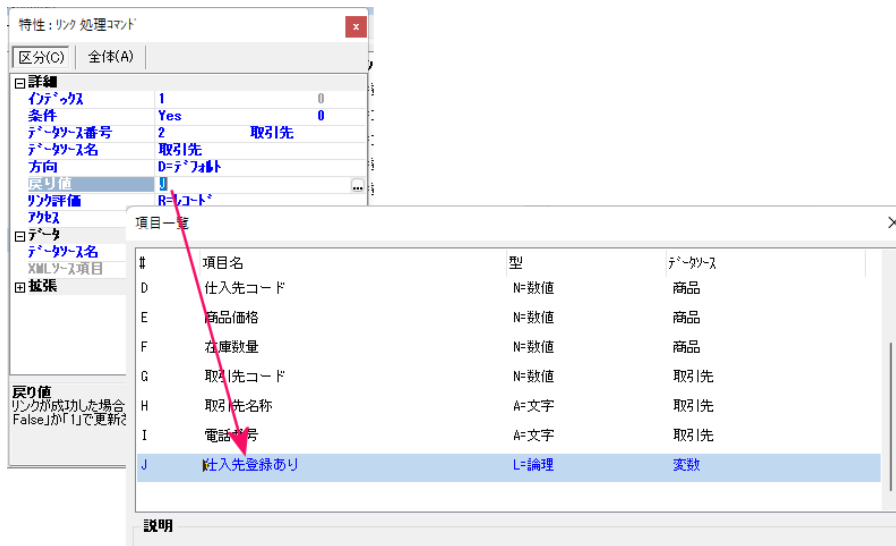 特性：リンク 処理コマンド
x
区分(C) 全体(A)
詳細
インデックス 1 0
条件 Yes 0
データソース番号 2 取引先
データソース名 取引先
方向 D=デフォルト
戻り値 J ...
リンク評価 R=レコード
アクセス
データ
データソース名
XMLソース項目
拡張
戻り値
リンクが成功した場合
False」が「1」で更新さ
項目一覧
# 項目名 型 データソース
D 仕入先コード N=数値 商品
E 商品価格 N=数値 商品
F 在庫数量 N=数値 商品
G 取引先コード N=数値 取引先
H 取引先名称 A=文字 取引先
I 電話番号 A=文字 取引先
J 仕入先登録あり L=論理 変数
説明